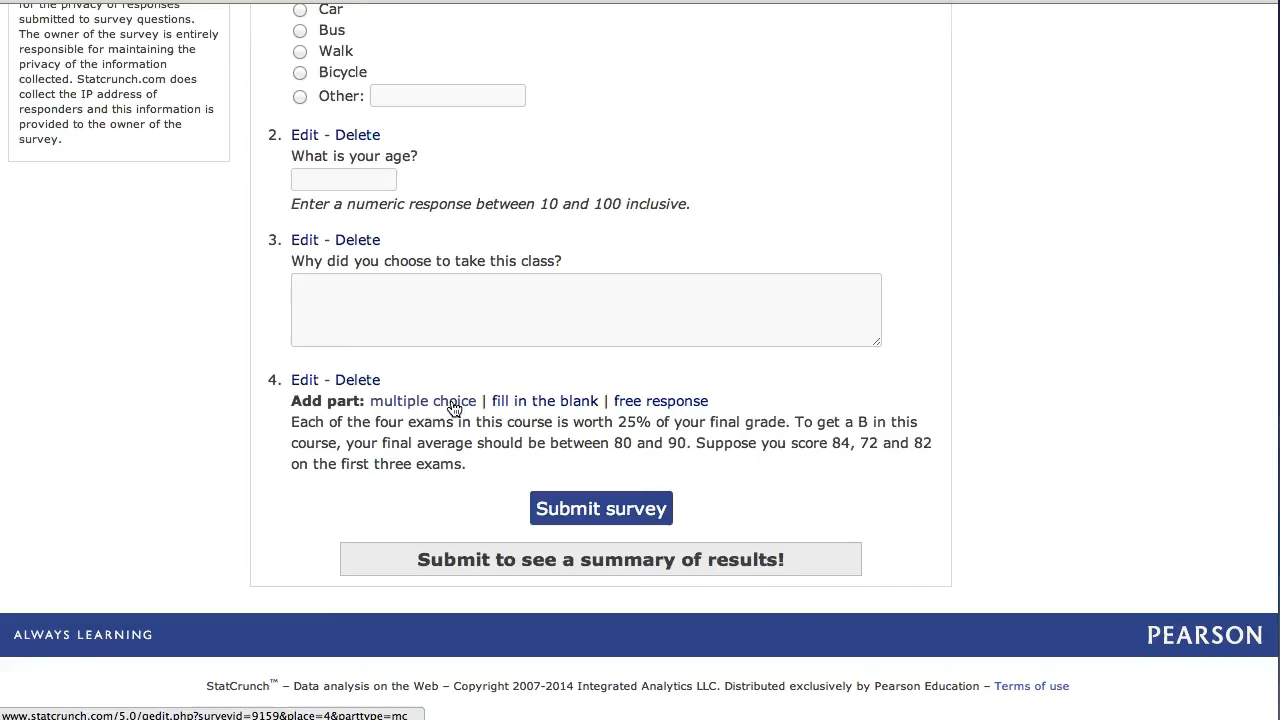 for the privacy of responses
submitted to survey questions.
The owner of the survey is entirely
responsible for maintaining the
privacy of the information
collected. Statcrunch.com does
collect the IP address of
responders and this information is
provided to the owner of the
survey.
Car
Bus
Walk
Bicycle
Other:
2. Edit - Delete
What is your age?
Enter a numeric response between 10 and 100 inclusive.
3. Edit - Delete
Why did you choose to take this class?
4. Edit - Delete
Add part: multiple choice | fill in the blank | free response
Each of the four exams in this course is worth 25% of your final grade. To get a B in this
course, your final average should be between 80 and 90. Suppose you score 84, 72 and 82
on the first three exams.
Submit survey
Submit to see a summary of results!
ALWAYS LEARNING
PEARSON
StatCrunch™ – Data analysis on the Web – Copyright 2007-2014 Integrated Analytics LLC. Distributed exclusively by Pearson Education – Terms of use
www.statcrunch.com/5.0/qedit.php?surveyid=9159&place=4&parttype=mc